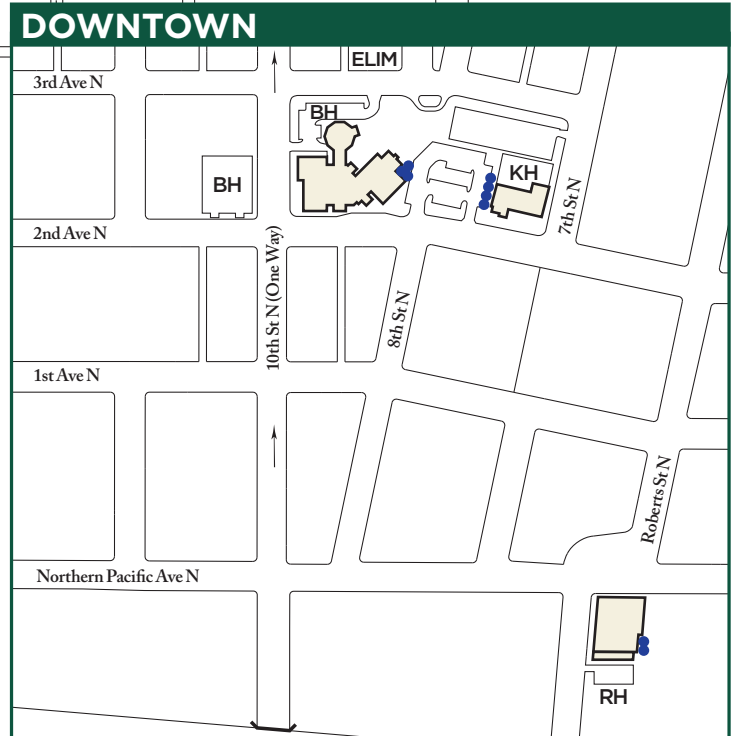 DOWNTOWN
ELIM
3rd Ave N
BH
BH
KH
7th St N
2nd Ave N
10th St N (One Way)
8th St N
1st Ave N
Roberts St N
Northern Pacific Ave N
RH